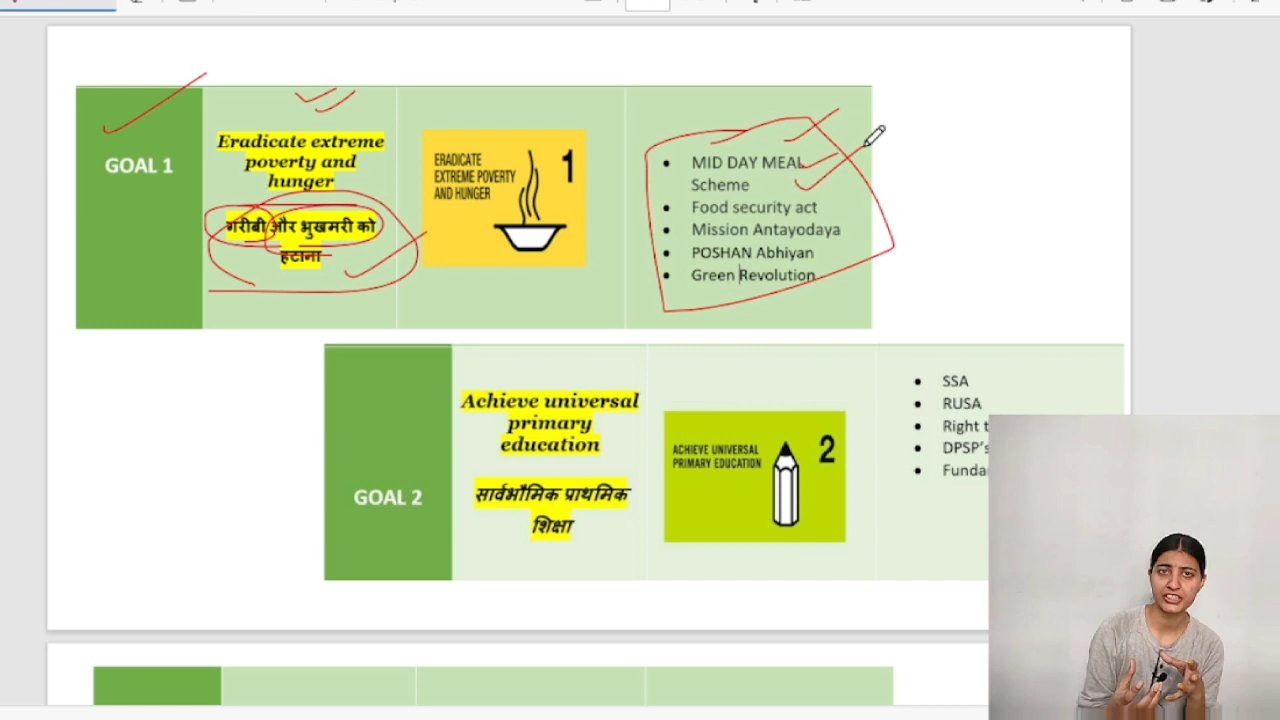 GOAL 1
Eradicate extreme
poverty and
hunger
गरीबी और भुखमरी को
हटाना
ERADICATE
EXTREME POVERTY
AND HUNGER
1
MID DAY MEAL
Scheme
Food security act
Mission Antayodaya
POSHAN Abhiyan
Green Revolution
GOAL 2
Achieve universal
primary
education
सार्वभौमिक प्राथमिक
शिक्षा
ACHIEVE UNIVERSAL
PRIMARY EDUCATION
2
SSA
RUSA
Right
DPSP's